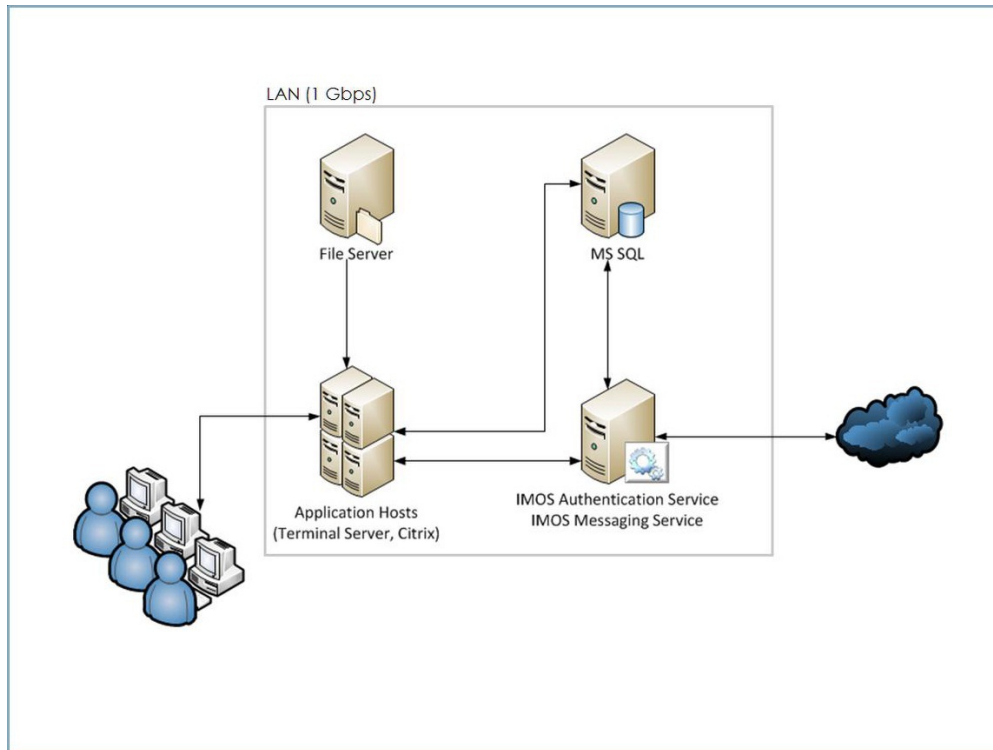 LAN (1 Gbps)
File Server
MS SQL
Application Hosts
(Terminal Server, Citrix)
IMOS Authentication Service
IMOS Messaging Service